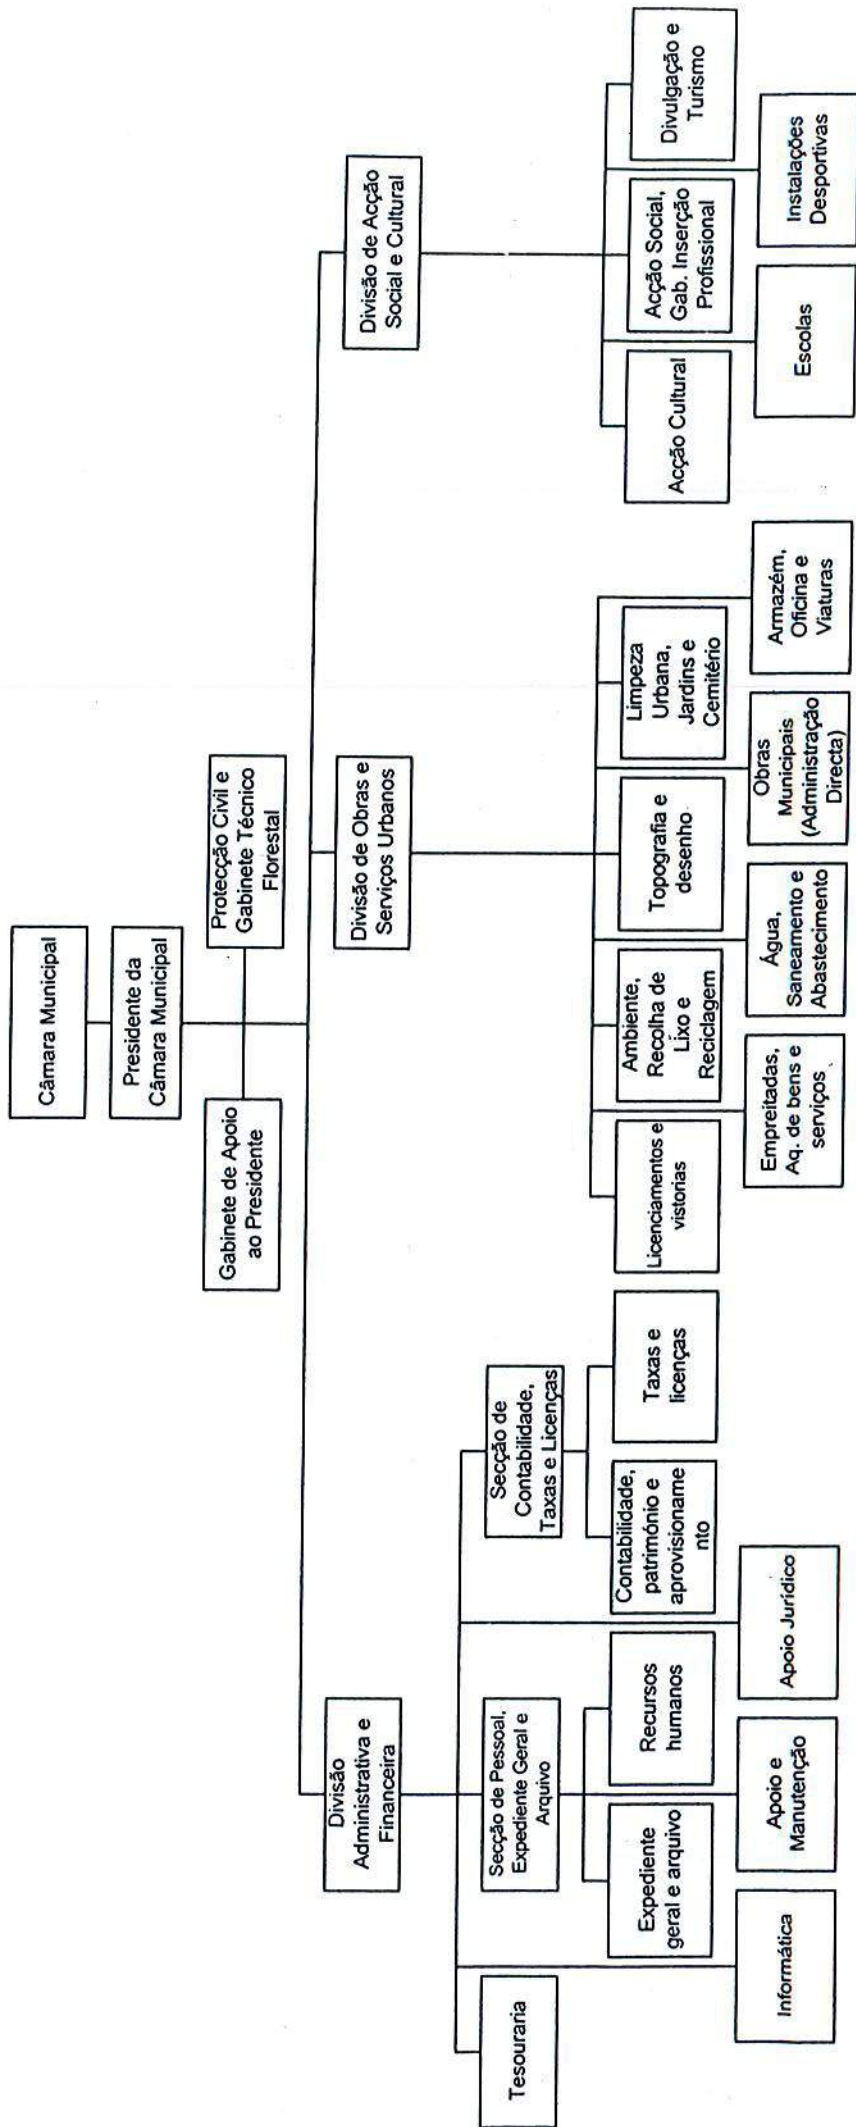 Câmara Municipal
Presidente da
Câmara Municipal
Gabinete de Apoio
ao Presidente
Protecção Civil e
Gabinete Técnico
Florestal
Divisão
Administrativa e
Financeira
Divisão de Obras e
Serviços Urbanos
Divisão de Acção
Social e Cultural
Tesouraria
Secção de Pessoal,
Expediente Geral e
Arquivo
Secção de
Contabilidade,
Taxas e Licenças
Expediente
geral e arquivo
Recursos
humanos
Contabilidade,
património e
aprovisioname
nto
Taxas e
licenças
Informática
Apoio e
Manutenção
Apoio Jurídico
Licenciamentos e
vistorias
Ambiente,
Recolha de
Lixo e
Reciclagem
Topografia e
desenho
Limpeza
Urbana,
Jardins e
Cemitério
Empreitadas,
Aq. de bens e
serviços
Água,
Saneamento e
Abastecimento
Obras
Municipais
(Administração
Directa)
Armazém,
Oficina e
Viaturas
Acção Cultural
Acção Social,
Gab. Inserção
Profissional
Divulgação e
Turismo
Escolas
Instalações
Desportivas